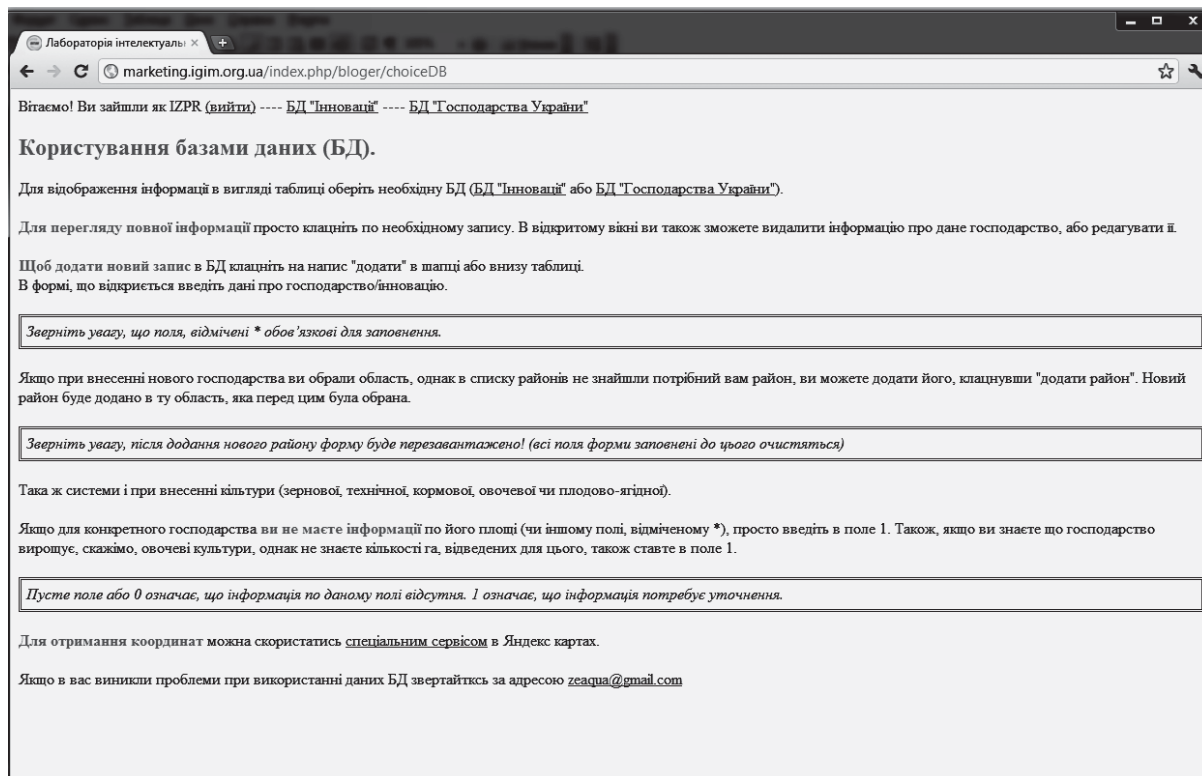 Лабораторія інтелектуаль
marketing.igim.org.ua/index.php/bloger/choiceDB
Вітаємо! Ви зайшли як IZPR (вийти) ---- БД "Інновації" ---- БД "Господарства України"
Користування базами даних (БД).
Для відображення інформації в вигляді таблиці оберіть необхідну БД (БД "Інновації" або БД "Господарства України").
Для перегляду повної інформації просто клацніть по необхідному запису. В відкритому вікні ви також зможете видалити інформацію про дане господарство, або редагувати її.
Щоб додати новий запис в БД клацніть на напис "додати" в шапці або внизу таблиці.
В формі, що відкриється введіть дані про господарство/інновацію.
Зверніть увагу, що поля, відмічені * обов'язкові для заповнення.
Якщо при внесенні нового господарства ви обрали область, однак в списку районів не знайшли потрібний вам район, ви можете додати його, клацнувши "додати район". Новий
район буде додано в ту область, яка перед цим була обрана.
Зверніть увагу, після додання нового району форму буде перезавантажено! (всі поля форми заповнені до цього очистяться)
Така ж системи і при внесенні кільтури (зернової, технічної, кормової, овочевої чи плодово-ягідної).
Якщо для конкретного господарства ви не маєте інформації по його площі (чи іншому полі, відміченому *), просто введіть в поле 1. Також, якщо ви знаєте що господарство
вирощує, скажімо, овочеві культури, однак не знаєте кількості га, відведених для цього, також ставте в поле 1.
Пусте поле або 0 означає, що інформація по даному полі відсутня. 1 означає, що інформація потребує уточнення.
Для отримання координат можна скористатись спеціальним сервісом в Яндекс картах.
Якщо в вас виникли проблеми при використанні даних БД звертайтксь за адресою zeaqua@gmail.com